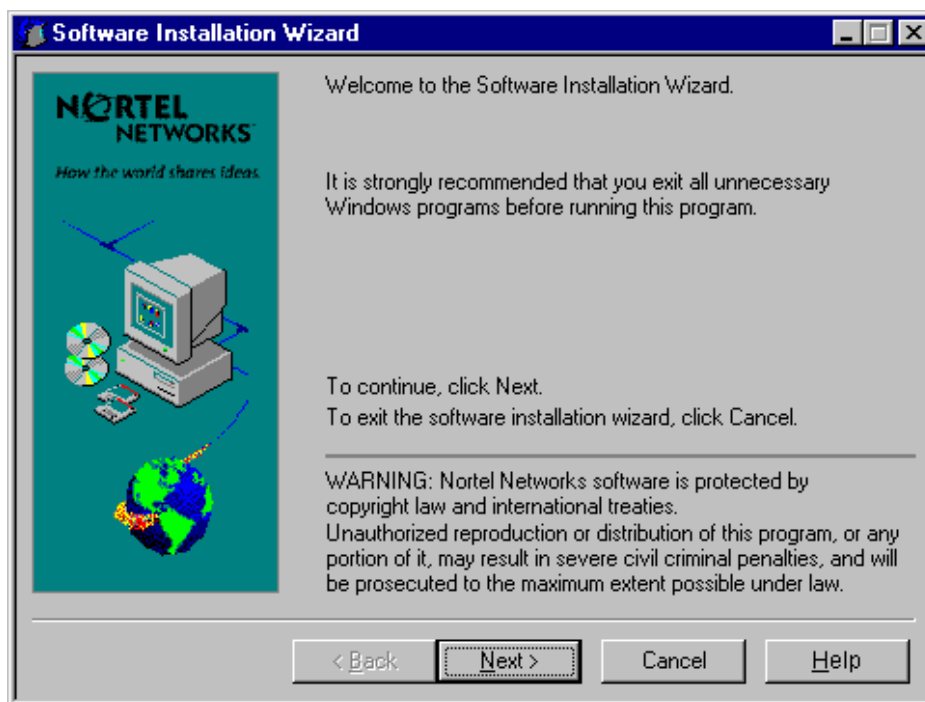 Software Installation Wizard
NORTEL
NETWORKS
How the world shares ideas.
Welcome to the Software Installation Wizard.
It is strongly recommended that you exit all unnecessary
Windows programs before running this program.
To continue, click Next.
To exit the software installation wizard, click Cancel.
WARNING: Nortel Networks software is protected by
copyright law and international treaties.
Unauthorized reproduction or distribution of this program, or any
portion of it, may result in severe civil criminal penalties, and will
be prosecuted to the maximum extent possible under law.
< Back
Next >
Cancel
Help